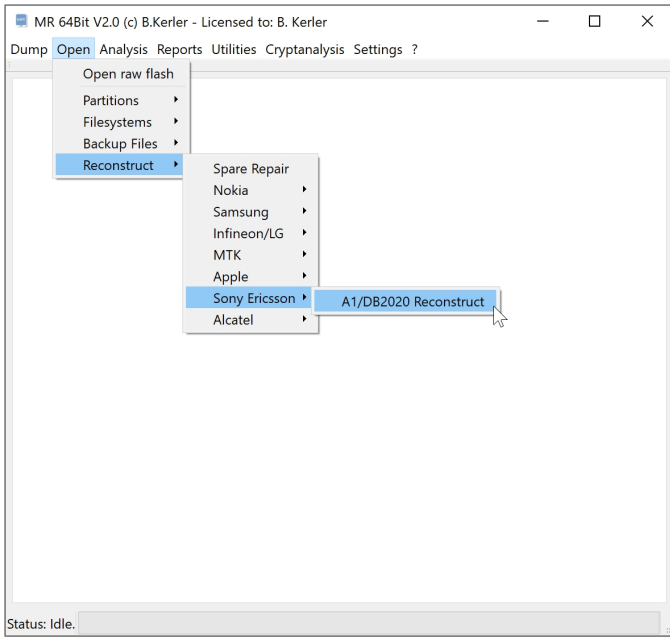 MR 64Bit V2.0 (c) B.Kerler - Licensed to: B. Kerler
Dump Open Analysis Reports Utilities Cryptanalysis Settings ?
Open raw flash
Partitions
Filesystems
Backup Files
Reconstruct
Spare Repair
Nokia
Samsung
Infineon/LG
MTK
Apple
Sony Ericsson
Alcatel
A1/DB2020 Reconstruct
Status: Idle.